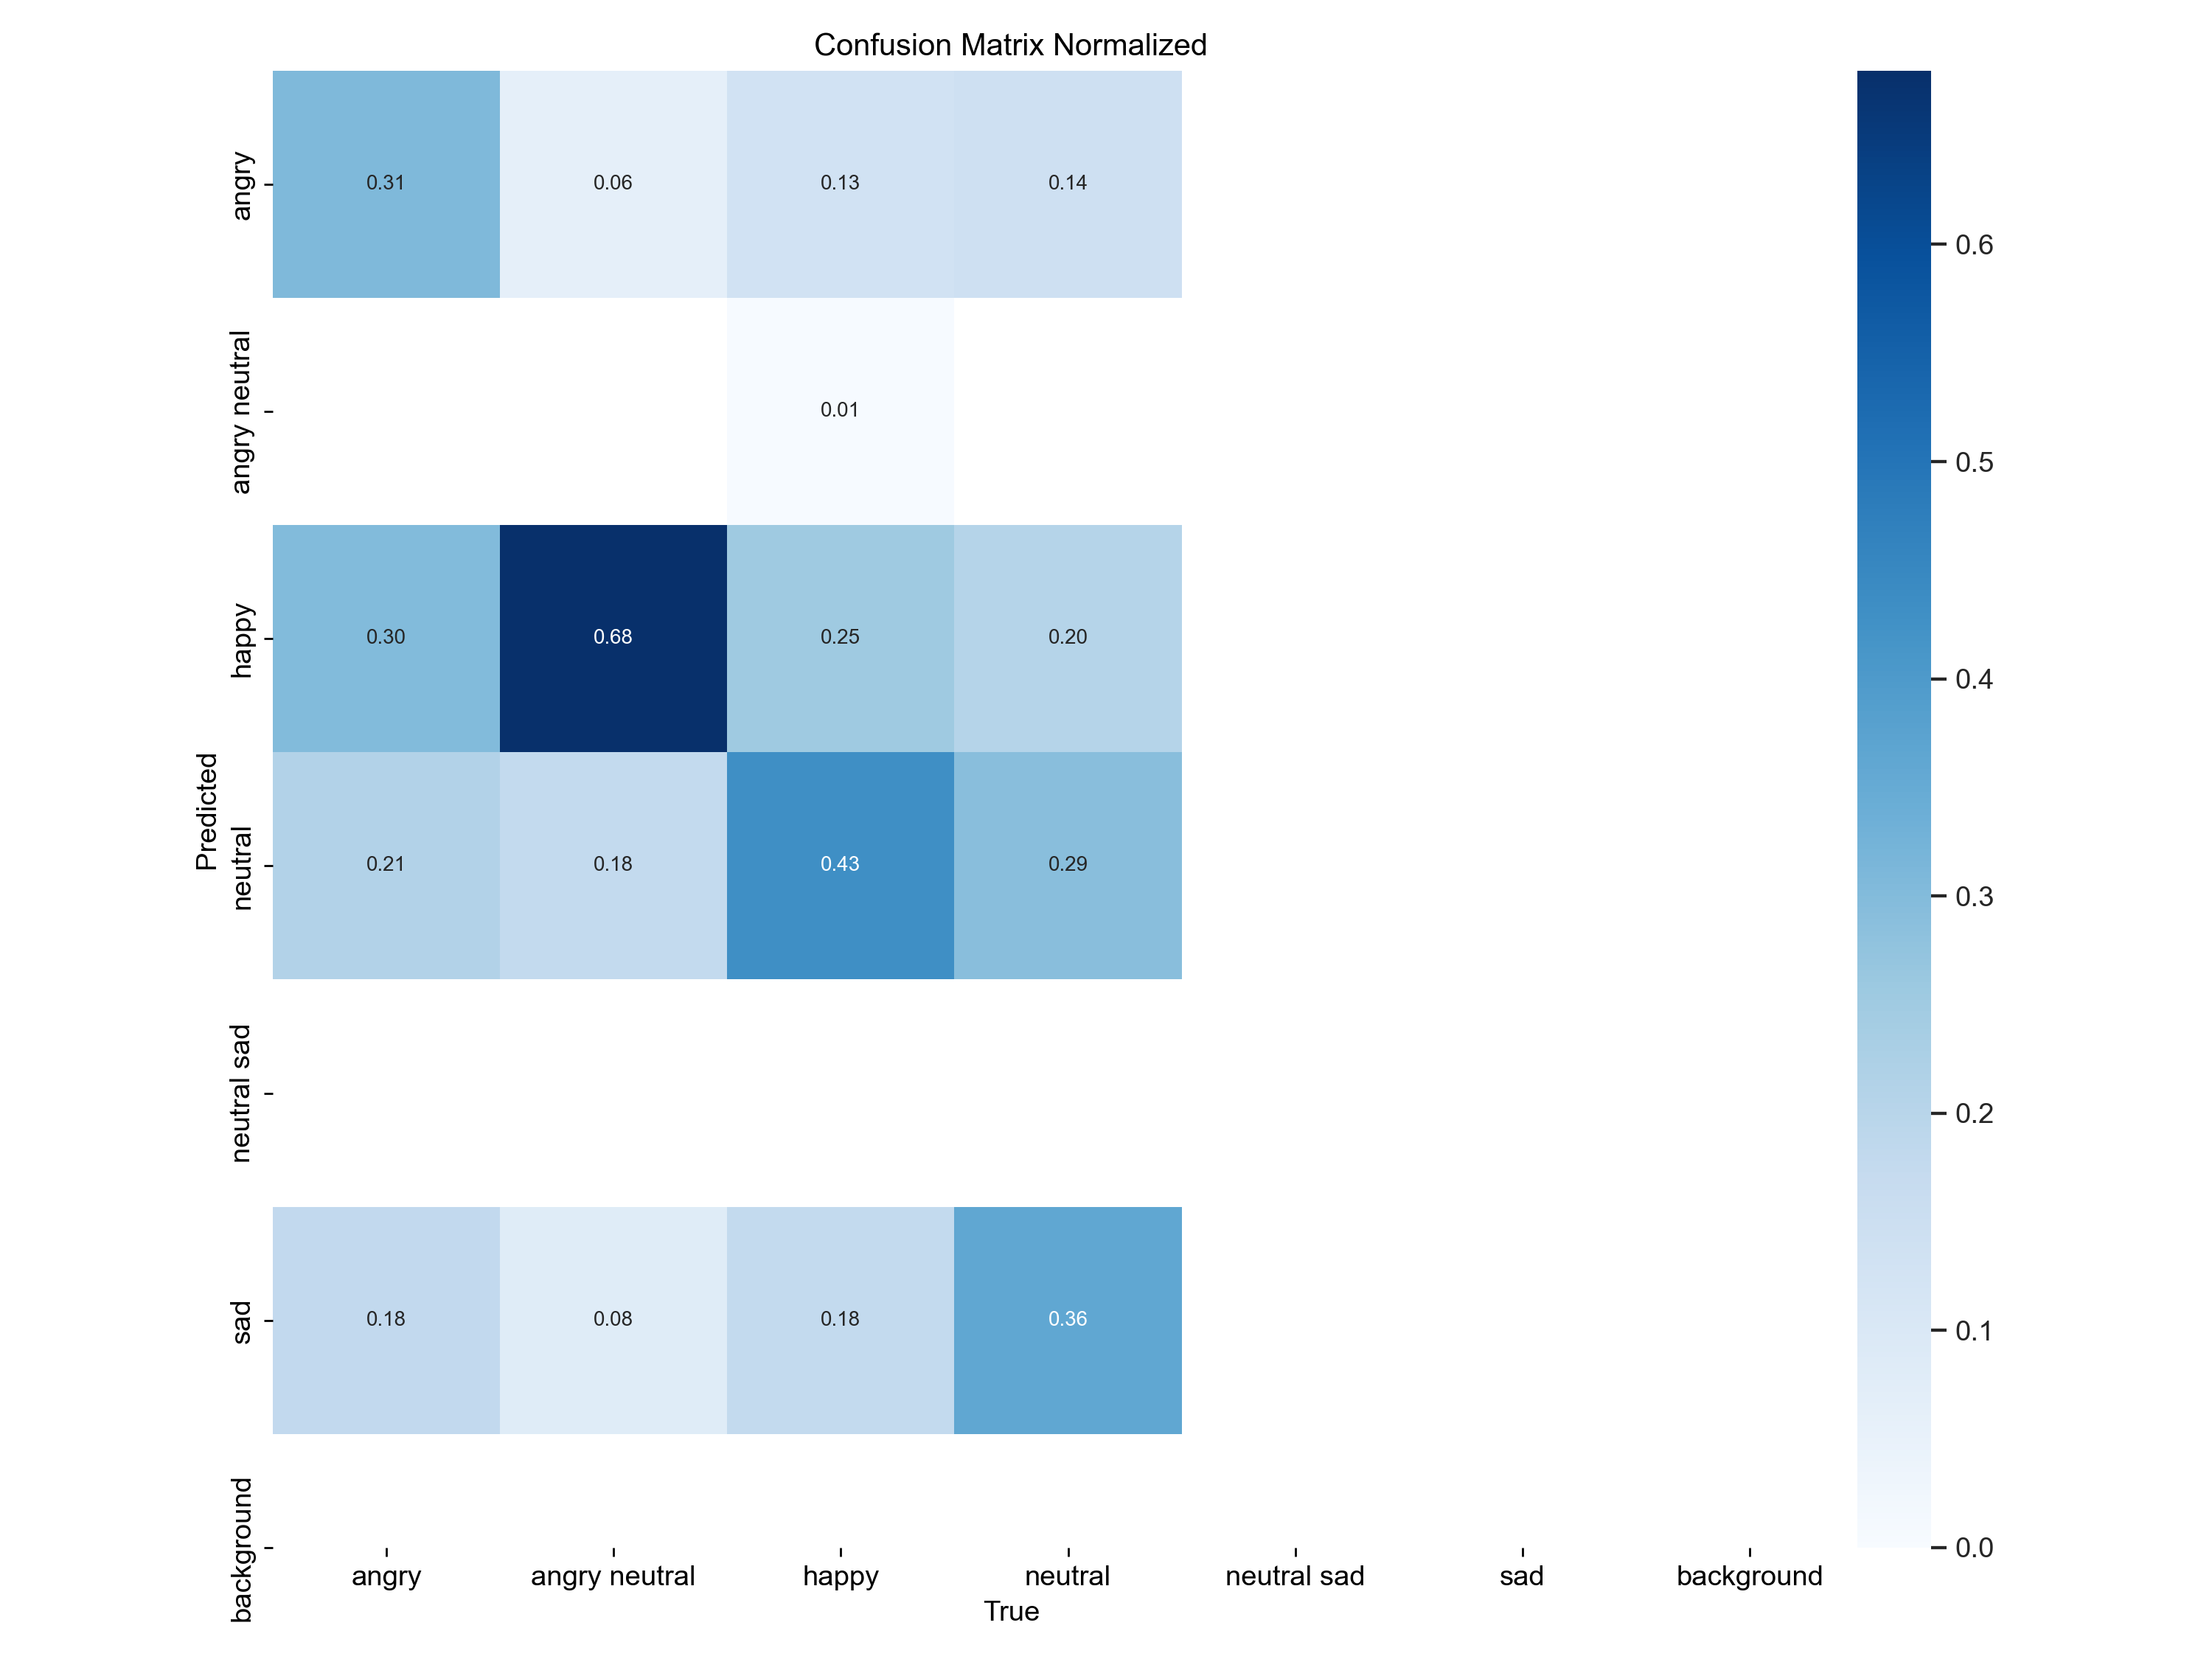 Confusion Matrix Normalized
angry
0.31 0.06 0.13 0.14
0.6
angry neutral
0.01
0.5
happy
0.30 0.68 0.25 0.20
0.4
Predicted
neutral
0.21 0.18 0.43 0.29
0.3
neutral sad
0.2
sad
0.18 0.08 0.18 0.36
0.1
background
0.0
angry angry neutral happy neutral neutral sad sad background
True